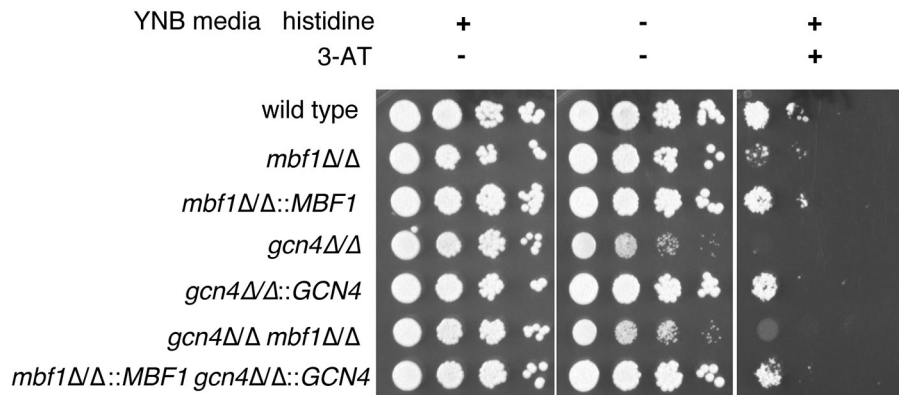 YNB media histidine + - +
3-AT - - +
wild type
mbf1Δ/Δ
mbf1Δ/Δ::MBF1
gcn4Δ/Δ
gcn4Δ/Δ::GCN4
gcn4Δ/Δ mbf1Δ/Δ
mbf1Δ/Δ::MBF1 gcn4Δ/Δ::GCN4